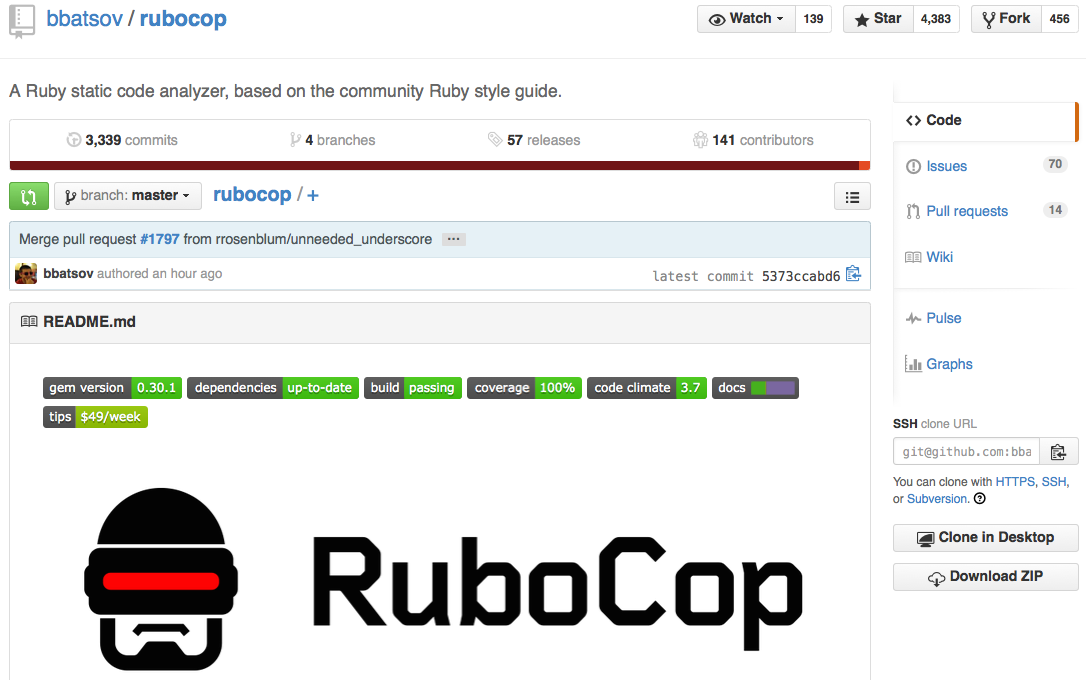 bbatsov / rubocop
Watch 139 Star 4,383 Fork 456
A Ruby static code analyzer, based on the community Ruby style guide.
3,339 commits 4 branches 57 releases 141 contributors
branch: master rubocop / +
Merge pull request #1797 from rrosenblum/unneeded_underscore ...
bbatsov authored an hour ago latest commit 5373ccabd6
README.md
gem version 0.30.1 dependencies up-to-date build passing coverage 100% code climate 3.7 docs
tips $49/week
RuboCop
Code
Issues 70
Pull requests 14
Wiki
Pulse
Graphs
SSH clone URL
git@github.com:bba
You can clone with HTTPS, SSH,
or Subversion.
Clone in Desktop
Download ZIP